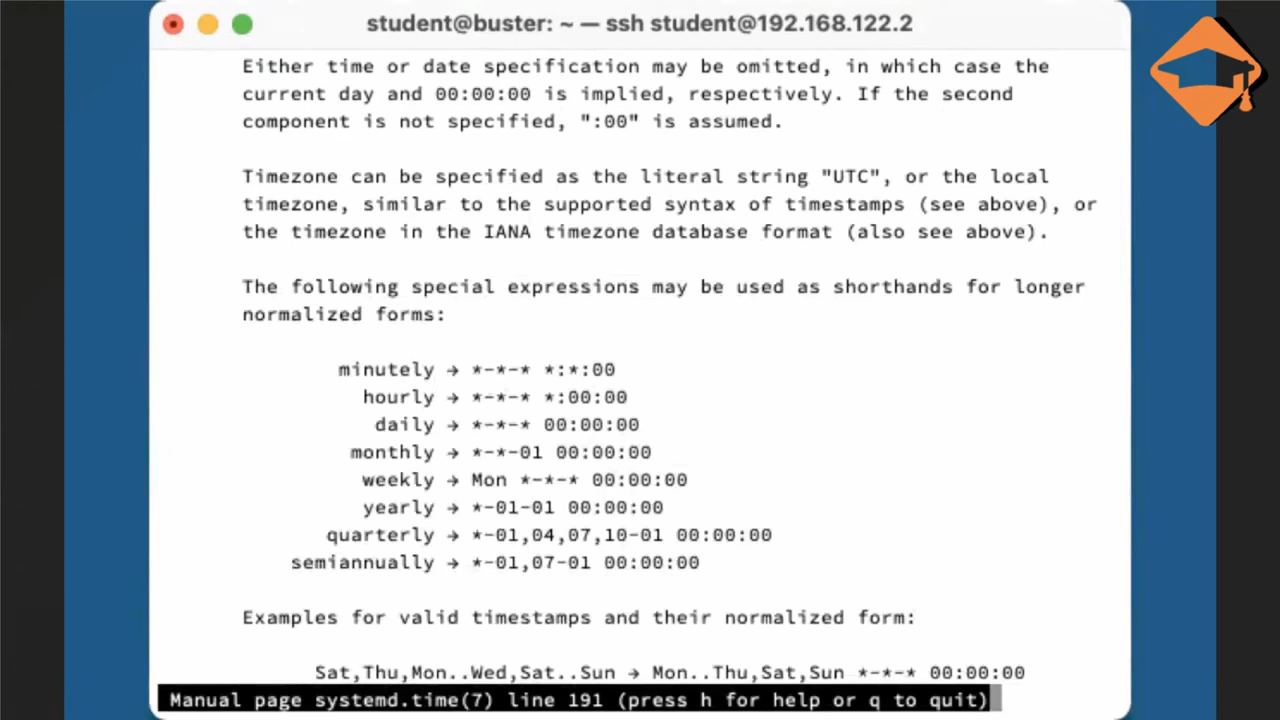 student@buster: ~ — ssh student@192.168.122.2
Either time or date specification may be omitted, in which case the
current day and 00:00:00 is implied, respectively. If the second
component is not specified, ":00" is assumed.
Timezone can be specified as the literal string "UTC", or the local
timezone, similar to the supported syntax of timestamps (see above), or
the timezone in the IANA timezone database format (also see above).
The following special expressions may be used as shorthands for longer
normalized forms:
minutely → *-*-* *:*:00
hourly → *-*-* *:00:00
daily → *-*-* 00:00:00
monthly → *-*-01 00:00:00
weekly → Mon *-*-* 00:00:00
yearly → *-01-01 00:00:00
quarterly → *-01,04,07,10-01 00:00:00
semiannually → *-01,07-01 00:00:00
Examples for valid timestamps and their normalized form:
Sat,Thu,Mon..Wed,Sat..Sun → Mon..Thu,Sat,Sun *-*-* 00:00:00
Manual page systemd.time(7) line 191 (press h for help or q to quit)